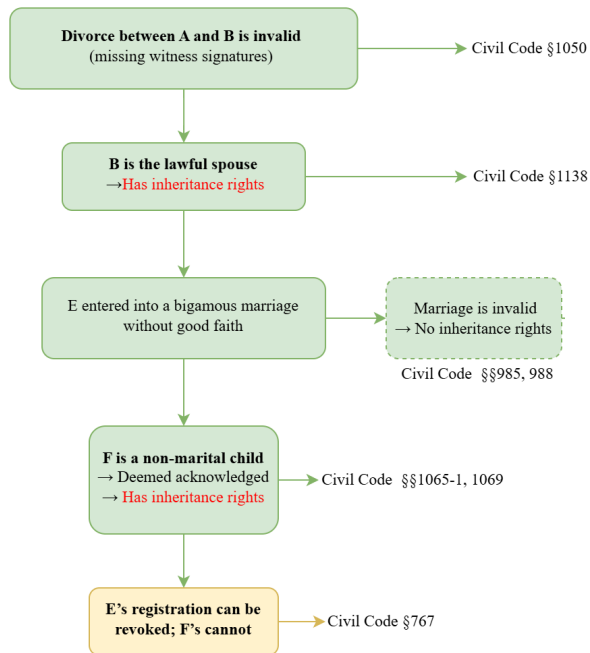 Divorce between A and B is invalid
(missing witness signatures)
Civil Code §1050
B is the lawful spouse
→Has inheritance rights
Civil Code §1138
E entered into a bigamous marriage
without good faith
Marriage is invalid
→ No inheritance rights
Civil Code §§985, 988
F is a non-marital child
→ Deemed acknowledged
→ Has inheritance rights
Civil Code §§1065-1, 1069
E’s registration can be
revoked; F’s cannot
Civil Code §767